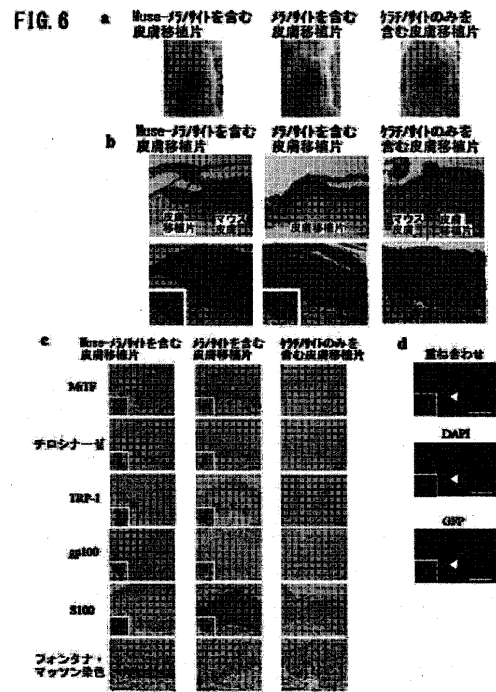 FIG. 6
a
Muse-メラノサイトを含む
皮膚移植片
メラノサイトを含む
皮膚移植片
ケラチノサイトのみを
含む皮膚移植片
b
Muse-メラノサイトを含む
皮膚移植片
メラノサイトを含む
皮膚移植片
ケラチノサイトのみを
含む皮膚移植片
皮膚
移植片
マウス
皮膚
皮膚移植片
マウス
皮膚
皮膚
移植片
c
Muse-メラノサイトを含む
皮膚移植片
メラノサイトを含む
皮膚移植片
ケラチノサイトのみを
含む皮膚移植片
MiTF
チロシナーゼ
TRP-1
gp100
S100
フォンタナ・
マッソン染色
d
重ね合わせ
DAPI
GFP